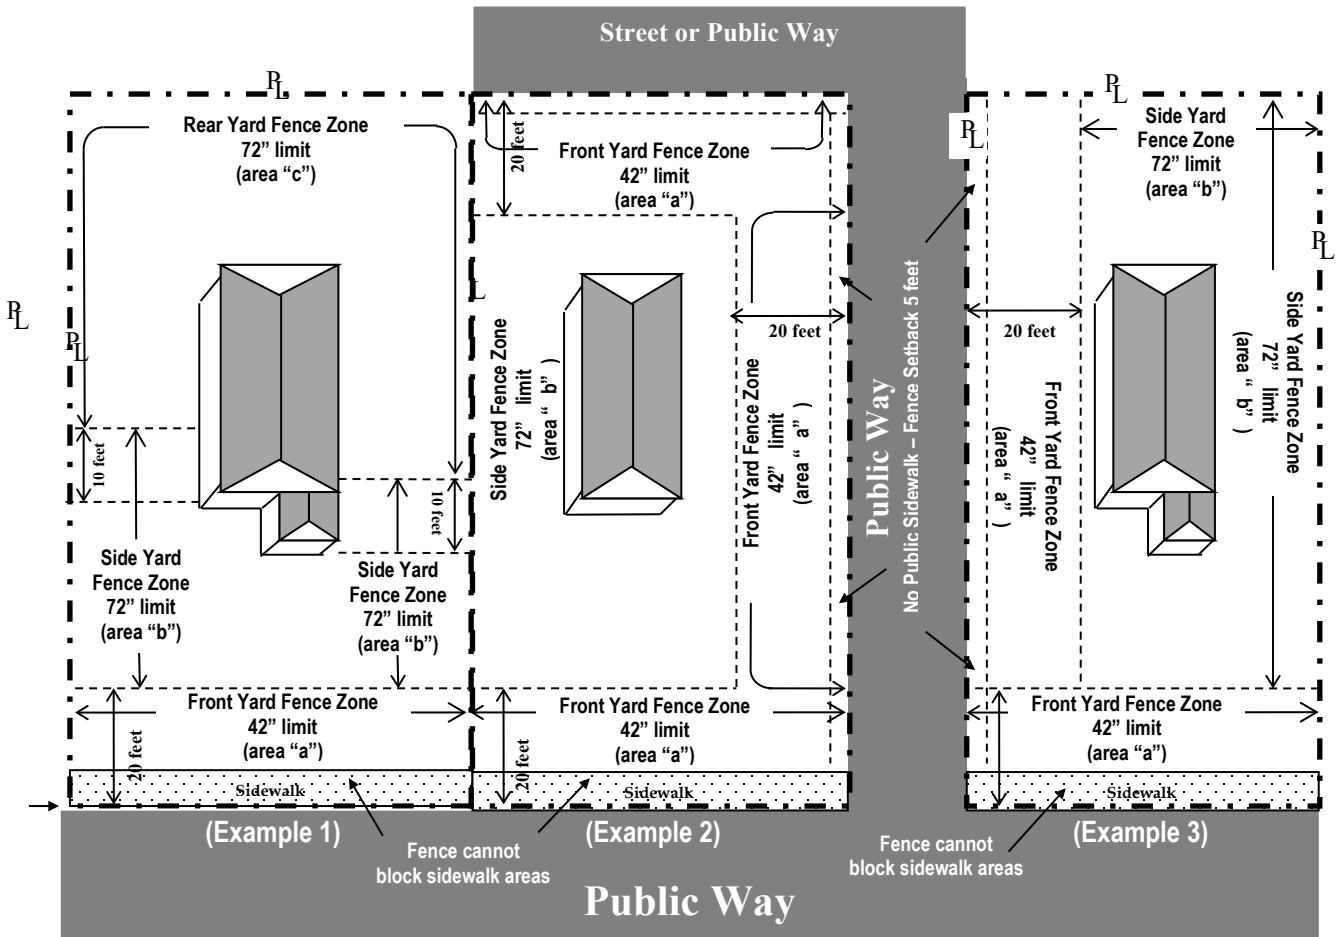 Street or Public Way
PL
PL
PL
PL
PL
PL
L
Rear Yard Fence Zone
72” limit
(area “c”)
10 feet
10 feet
Side Yard
Fence Zone
72” limit
(area “b”)
Side Yard
Fence Zone
72” limit
(area “b”)
Front Yard Fence Zone
42” limit
(area “a”)
20 feet
Sidewalk
(Example 1)
20 feet
Front Yard Fence Zone
42” limit
(area “a”)
Side Yard Fence Zone
72” limit
(area “ b” )
20 feet
Front Yard Fence Zone
42” limit
(area “ a” )
Front Yard Fence Zone
42” limit
(area “a”)
20 feet
Sidewalk
(Example 2)
Public Way
No Public Sidewalk – Fence Setback 5 feet
Side Yard
Fence Zone
72” limit
(area “b”)
20 feet
Front Yard Fence Zone
42” limit
(area “ a” )
Side Yard Fence Zone
72” limit
(area “ b” )
Front Yard Fence Zone
42” limit
(area “a”)
Sidewalk
(Example 3)
Fence cannot
block sidewalk areas
Fence cannot
block sidewalk areas
Public Way